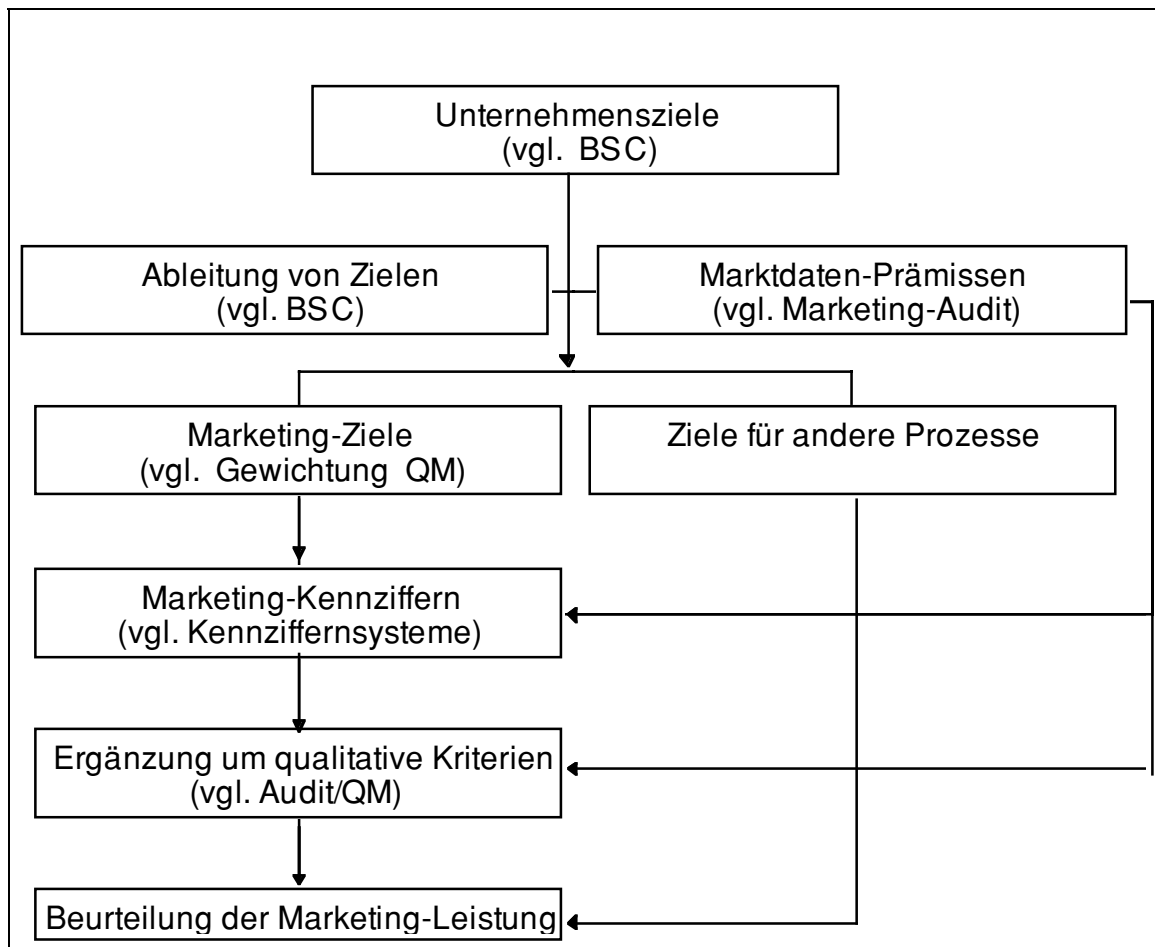 Unternehmensziele
(vgl. BSC)
Ableitung von Zielen
(vgl. BSC)
Marktdaten-Prämissen
(vgl. Marketing-Audit)
Marketing-Ziele
(vgl. Gewichtung QM)
Ziele für andere Prozesse
Marketing-Kennziffern
(vgl. Kennziffernsysteme)
Ergänzung um qualitative Kriterien
(vgl. Audit/QM)
Beurteilung der Marketing-Leistung